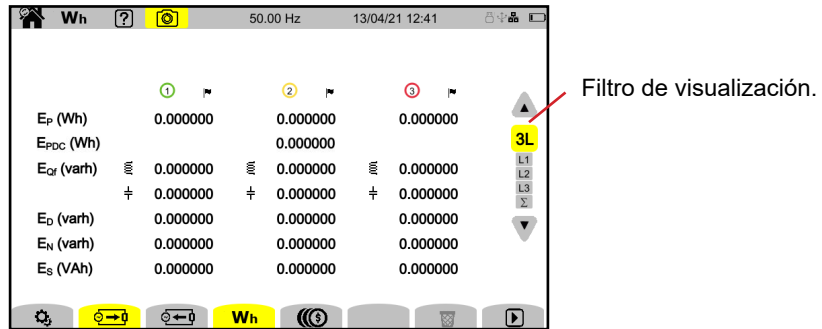 Wh ? 50.00 Hz 13/04/21 12:41
1 2 3
Filtro de visualización.
EP (Wh) 0.000000 0.000000 0.000000
3L
EPDC (Wh) 0.000000
L1
EQf (varh) 0.000000 0.000000 0.000000
L2
L3
0.000000 0.000000 0.000000
Σ
ED (varh) 0.000000 0.000000 0.000000
EN (varh) 0.000000 0.000000 0.000000
ES (VAh) 0.000000 0.000000 0.000000
Wh